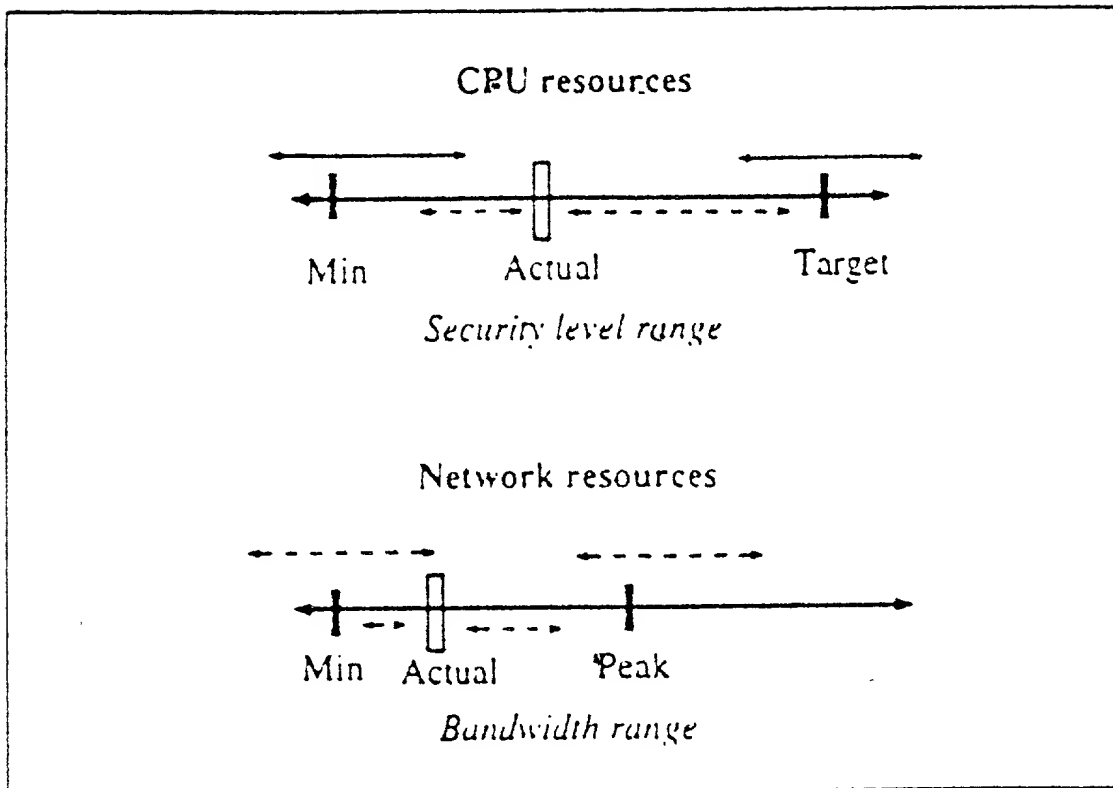 CPU resources
Min Actual Target
Security level range
Network resources
Min Actual Peak
Bandwidth range